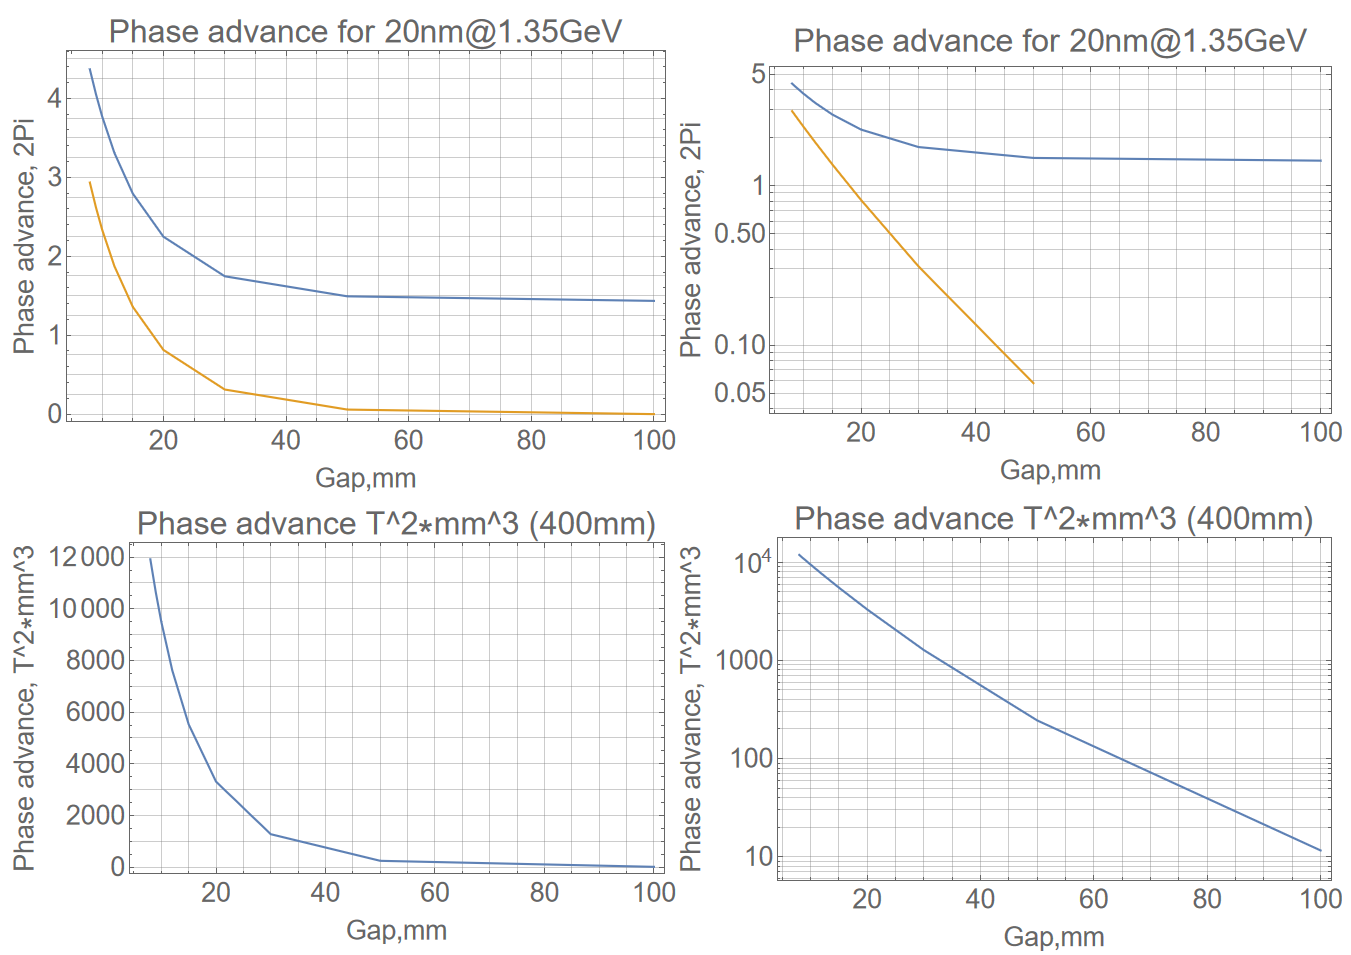 Phase advance for 20nm@1.35GeV
Phase advance, 2Pi
4
3
2
1
0
20 40 60 80 100
Gap,mm
Phase advance for 20nm@1.35GeV
Phase advance, 2Pi
5
1
0.50
0.10
0.05
20 40 60 80 100
Gap,mm
Phase advance T^2*mm^3 (400mm)
Phase advance, T^2*mm^3
12 000
10 000
8000
6000
4000
2000
0
20 40 60 80 100
Gap,mm
Phase advance T^2*mm^3 (400mm)
Phase advance, T^2*mm^3
10^4
1000
100
10
20 40 60 80 100
Gap,mm